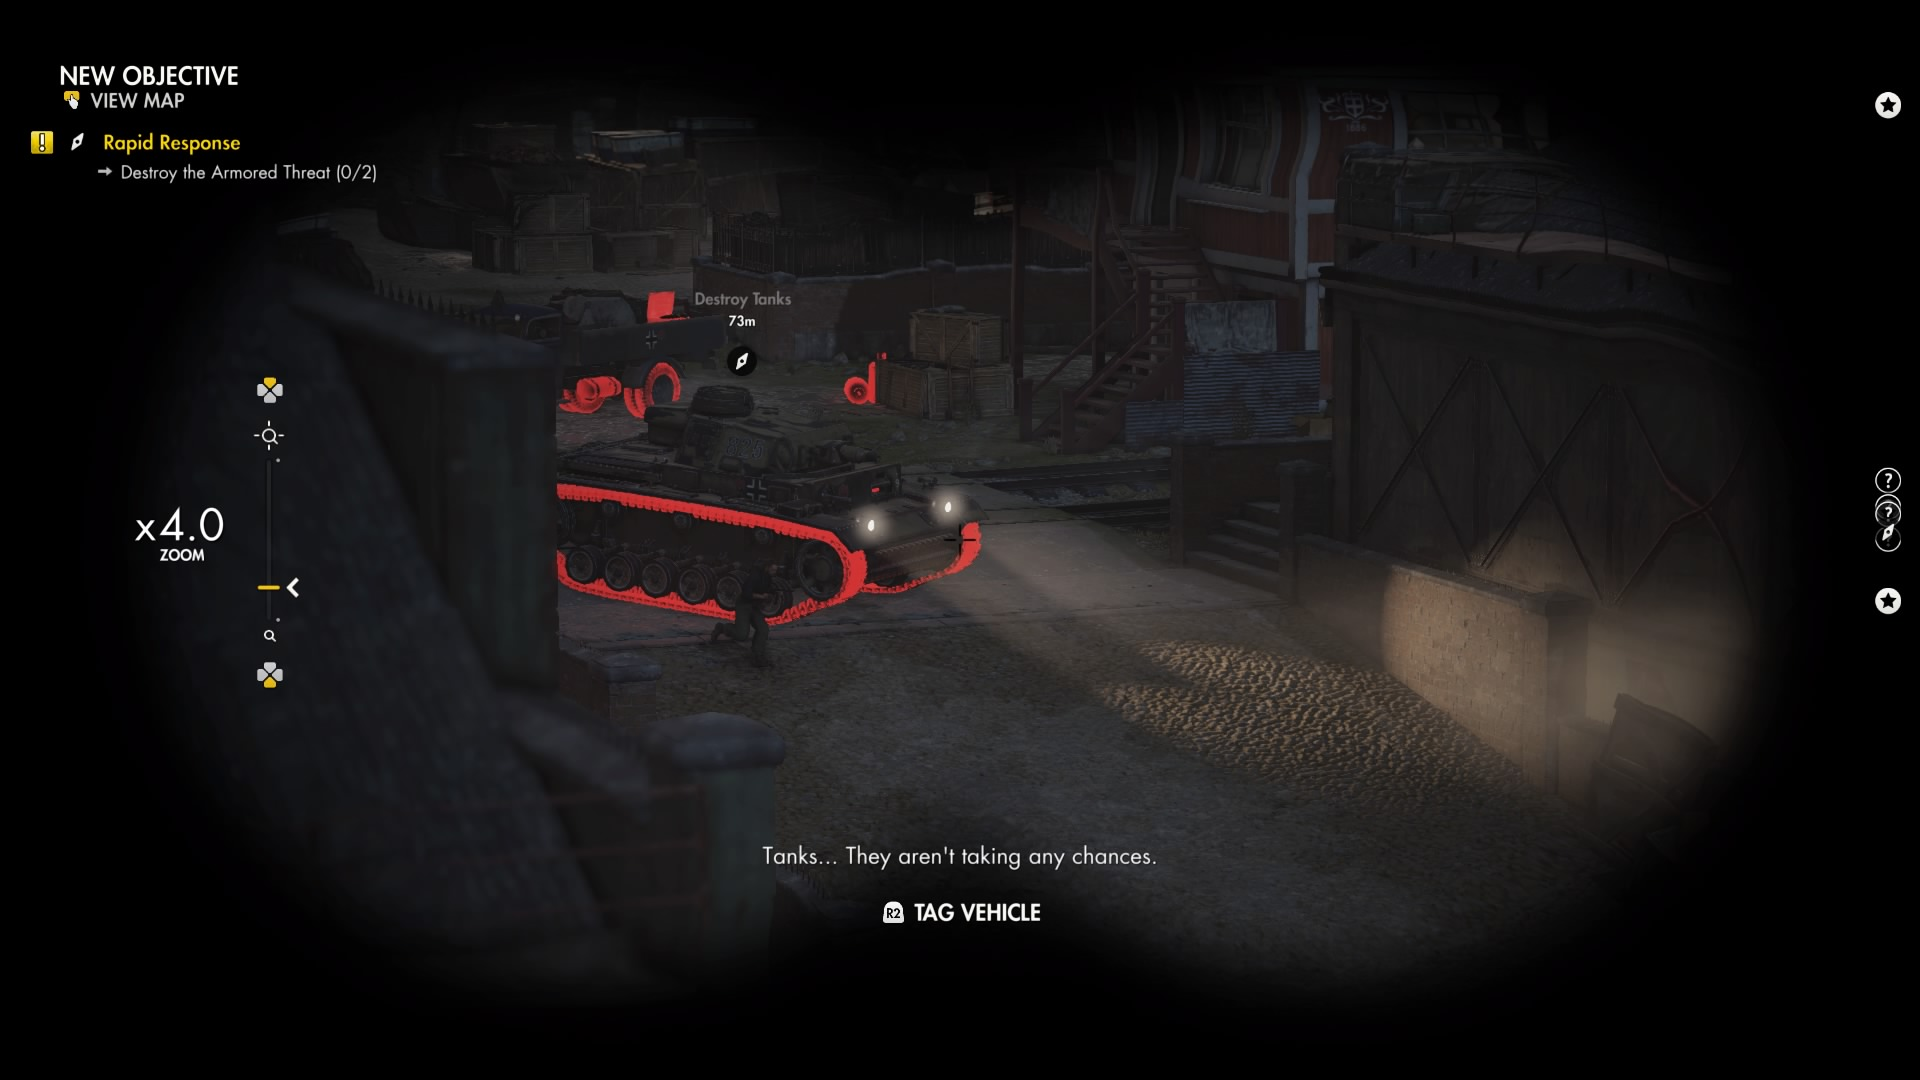 NEW OBJECTIVE
VIEW MAP
Rapid Response
Destroy the Armored Threat (0/2)
Destroy Tanks
73m
x4.0
ZOOM
Tanks... They aren't taking any chances.
R2 TAG VEHICLE